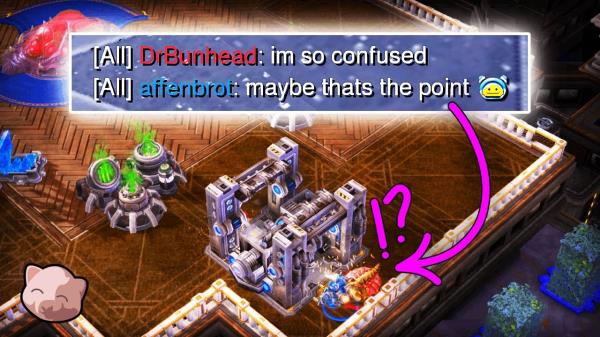 [All] DrBunhead: im so confused
[All] affenbrot: maybe thats the point
!?